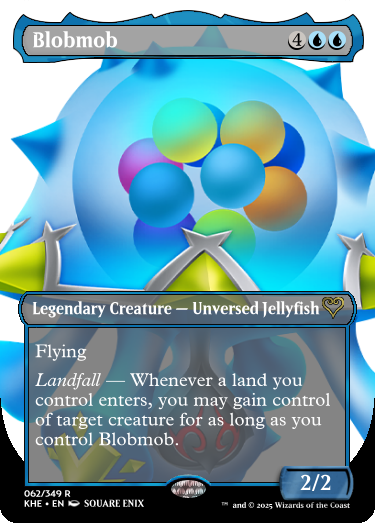 Blobmob 4
Legendary Creature — Unversed Jellyfish
Flying
Landfall — Whenever a land you
control enters, you may gain control
of target creature for as long as you
control Blobmob.
2/2
062/349 R
KHE • EN SQUARE ENIX ™ and © 2025 Wizards of the Coast